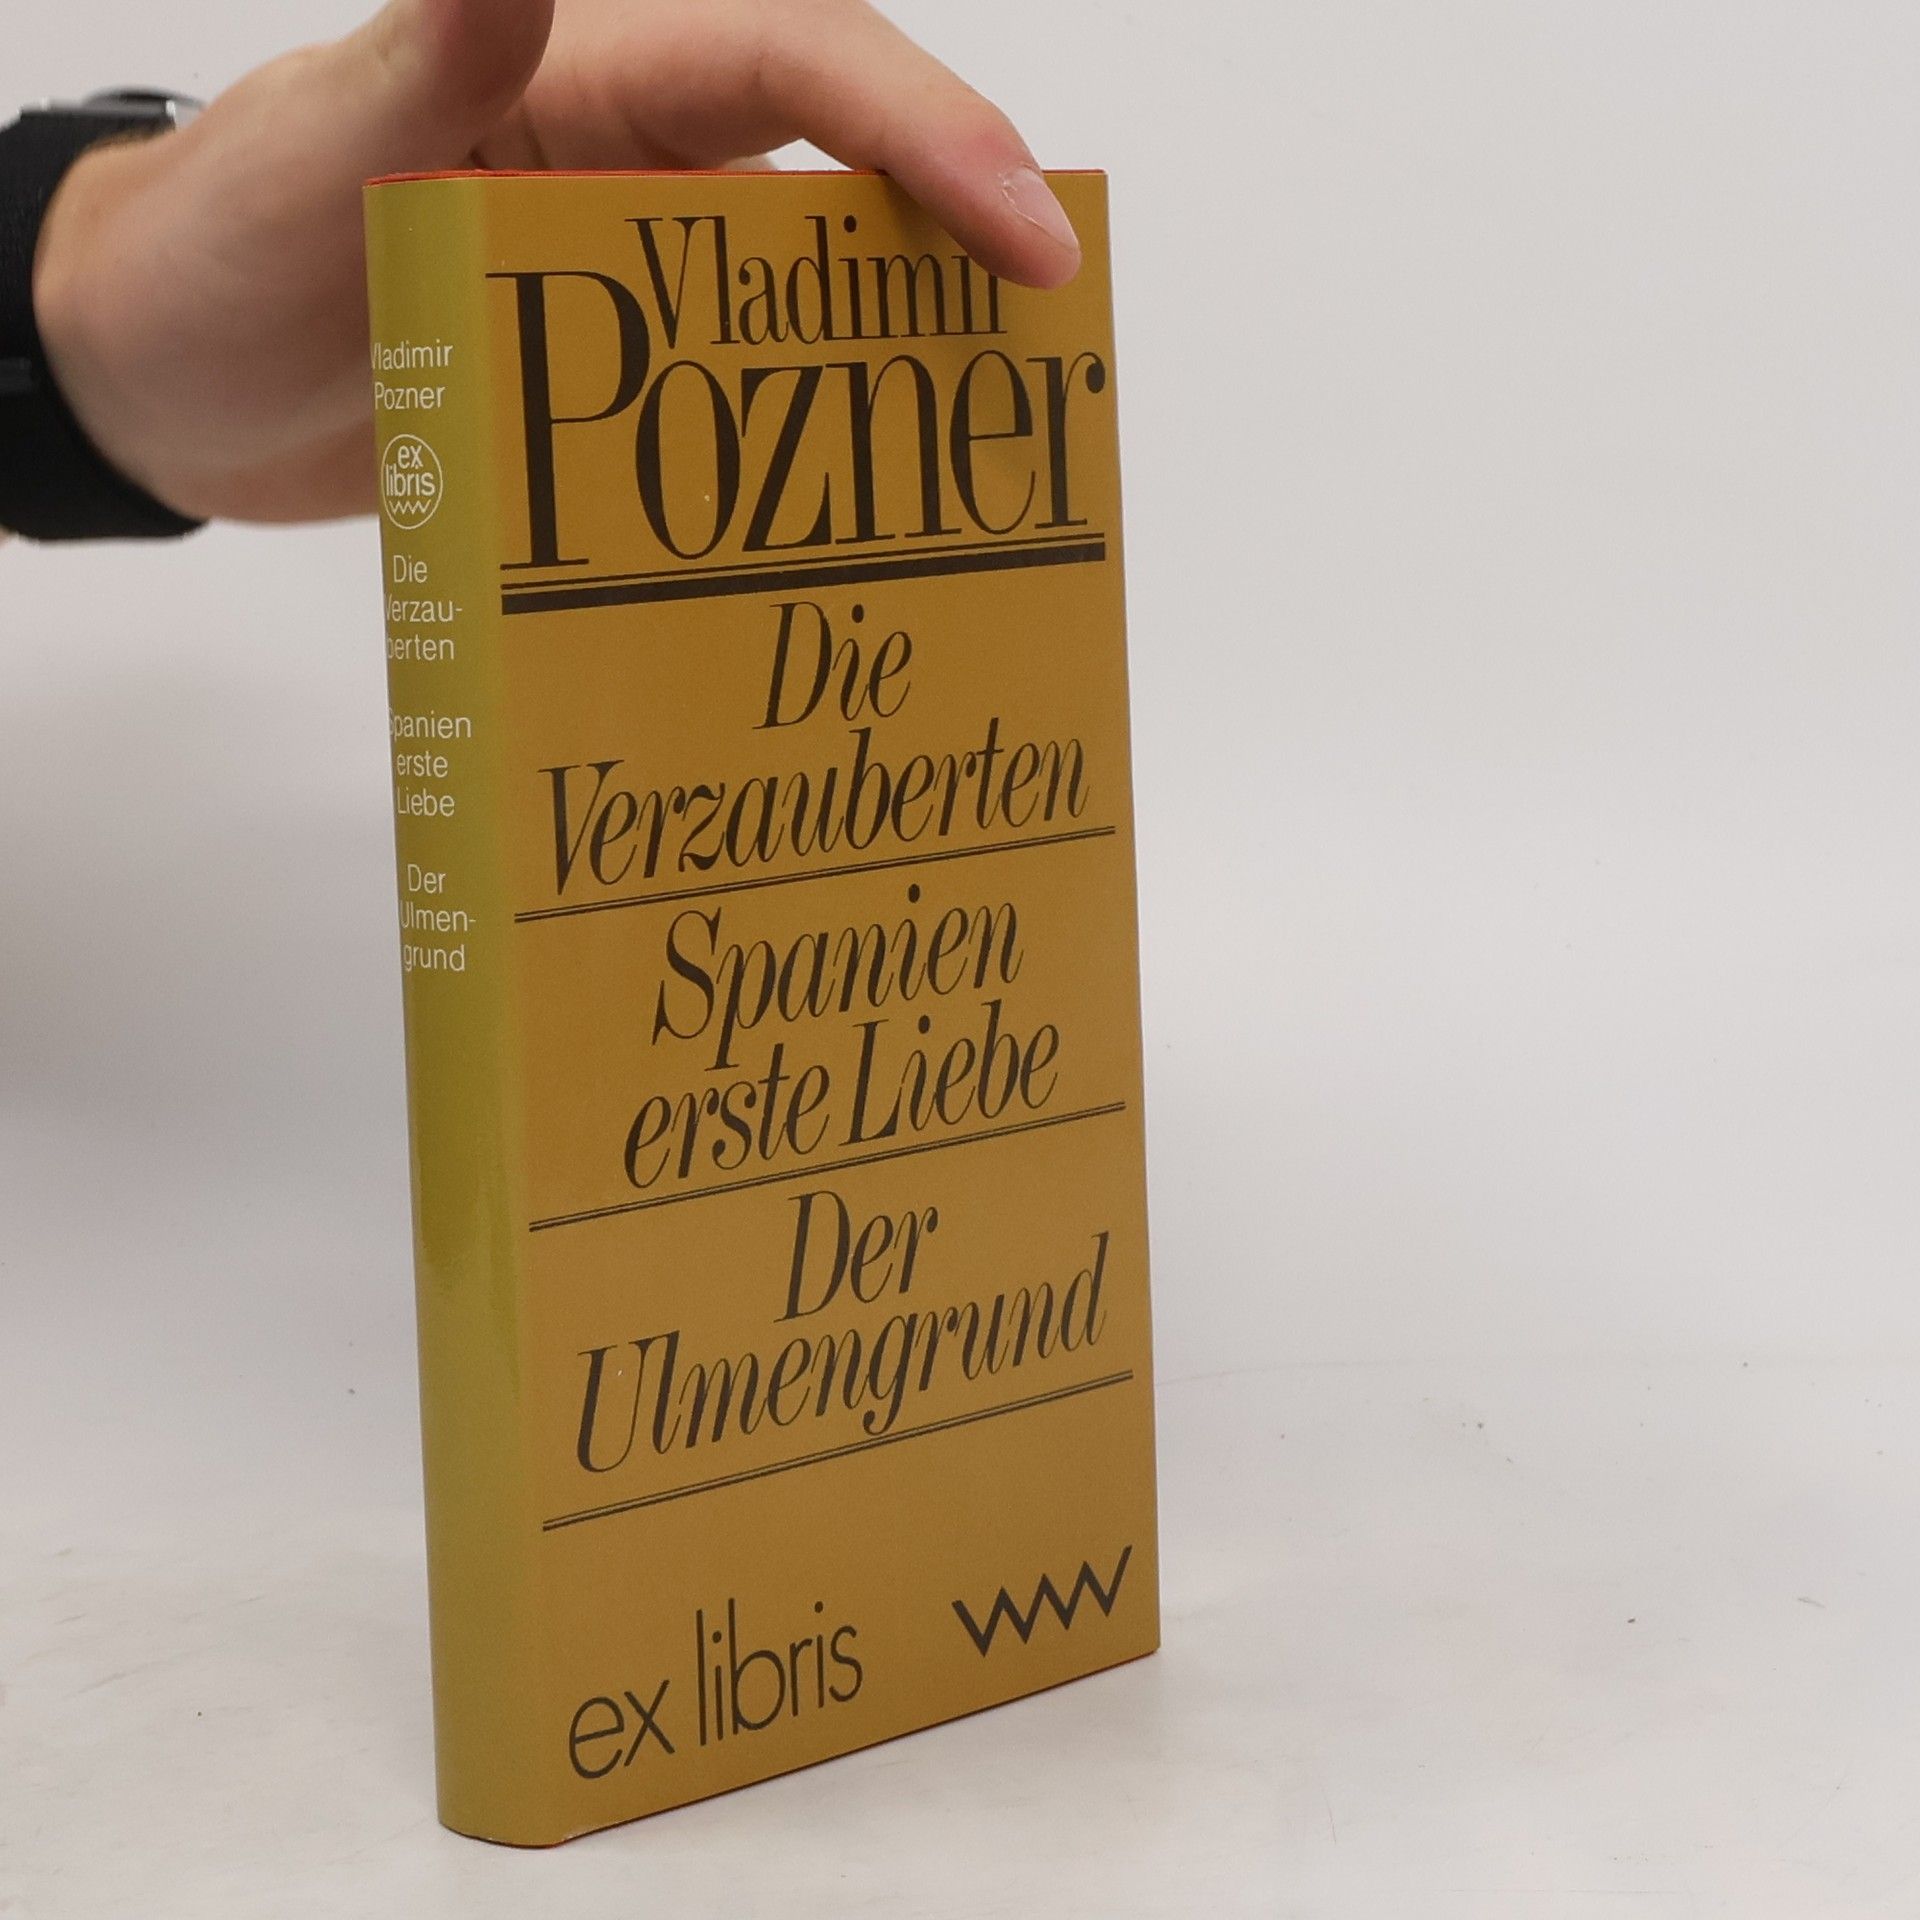 Vladimir
Pozner
ex
libris
Die
Verzau-
berten
Spanien
erste
Liebe
Der
Ulmen-
grund
Vladimir
Pozner
Die
Verzauberten
Spanien
erste Liebe
Der
Ulmengrund
ex libris